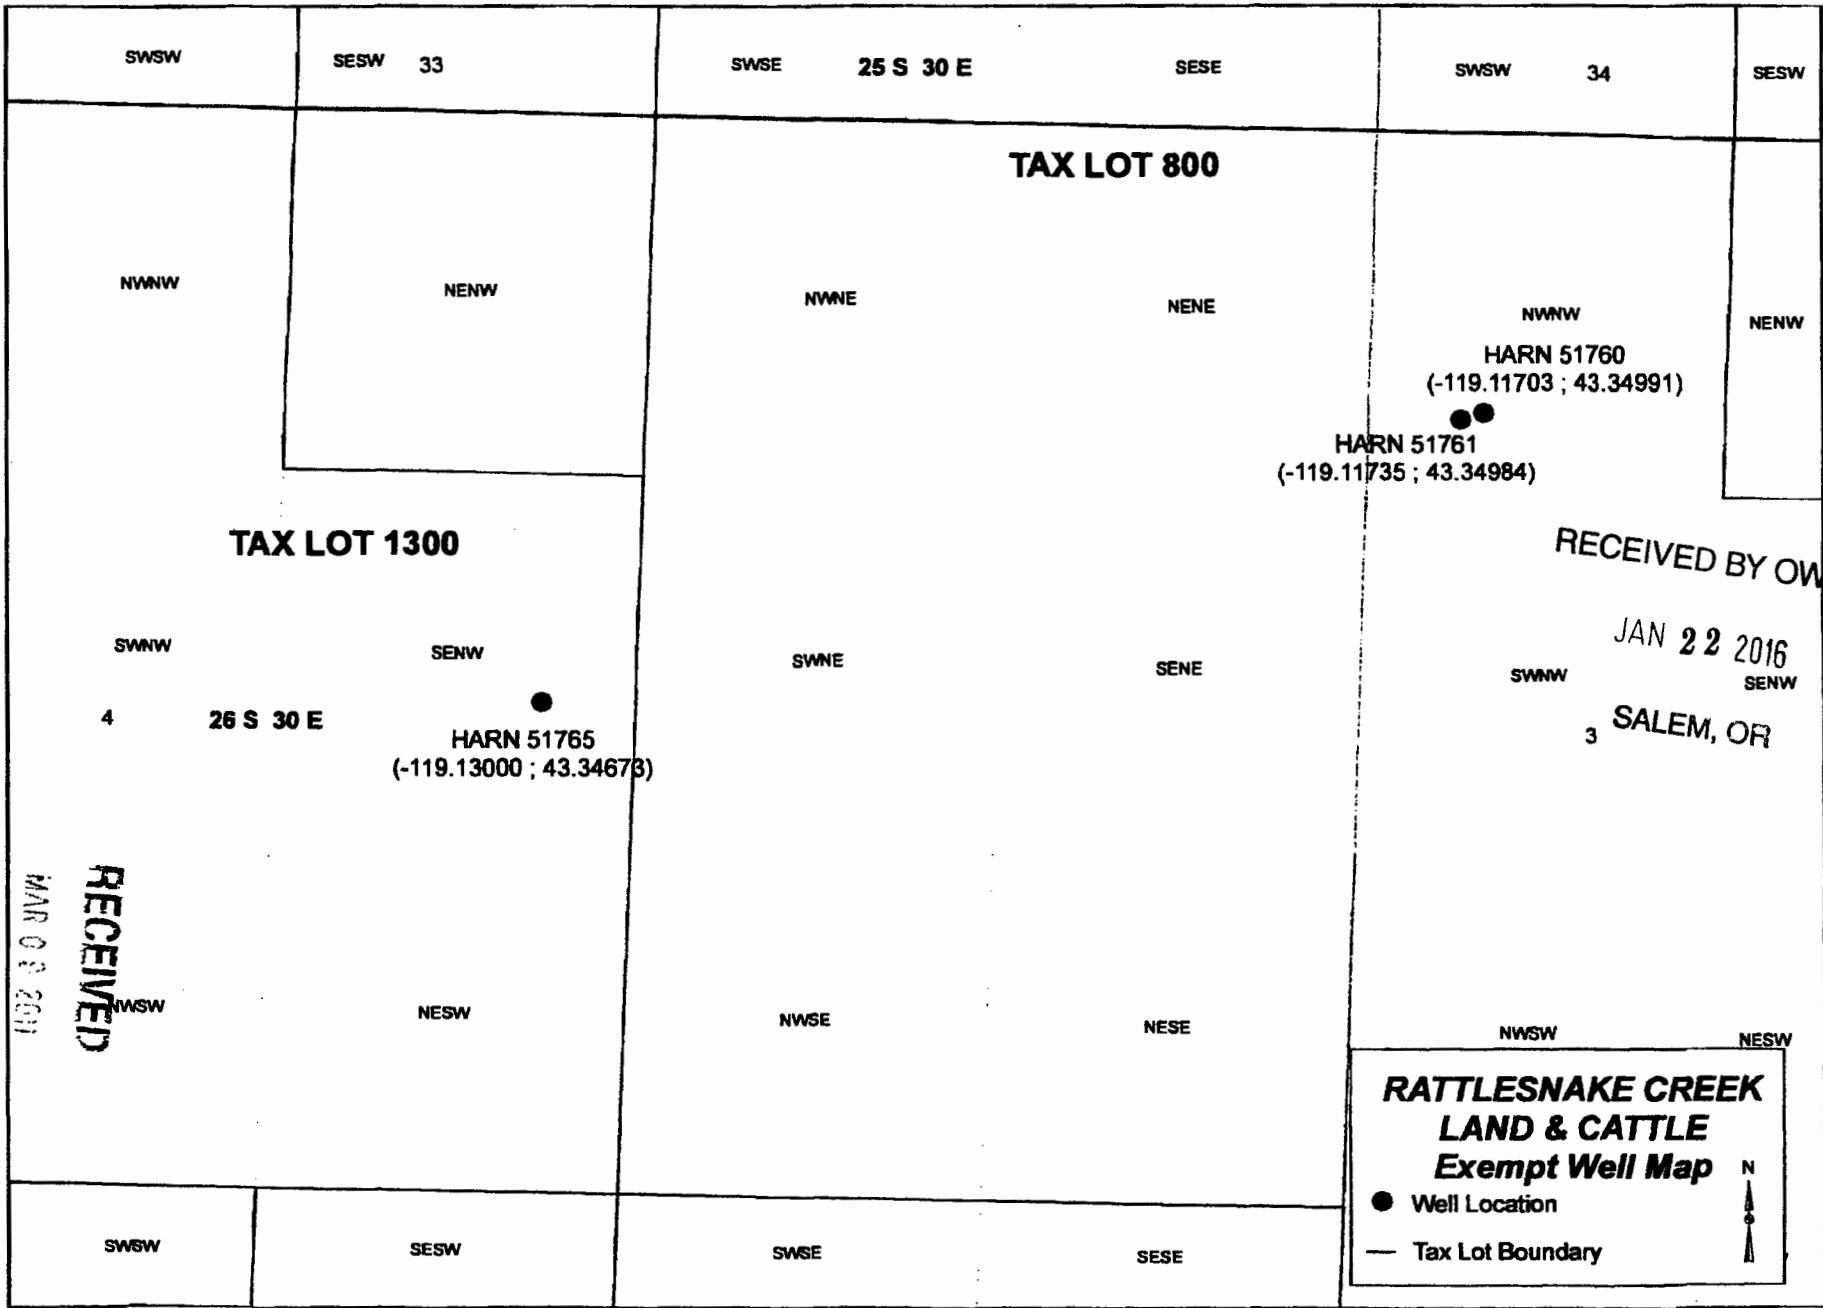 SWSW
SESW 33
SWSE 25 S 30 E
SESE
SWSW 34
SESW
TAX LOT 800
NWNW
NENW
NWNE
NENE
NWNW
NENW
HARN 51760
(-119.11703 ; 43.34991)
HARN 51761
(-119.11735 ; 43.34984)
TAX LOT 1300
RECEIVED BY OW
JAN 22 2016
SALEM, OR
SWNW
SENW
SWNE
SENE
SWNW
SENW
4 26 S 30 E
3
HARN 51765
(-119.13000 ; 43.34673)
RECEIVED
MAR
NWSW
NESW
NWSE
NESE
NWSW
NESW
SWSW
SESW
SWSE
SESE
RATTLESNAKE CREEK
LAND & CATTLE
Exempt Well Map
N
Well Location
Tax Lot Boundary